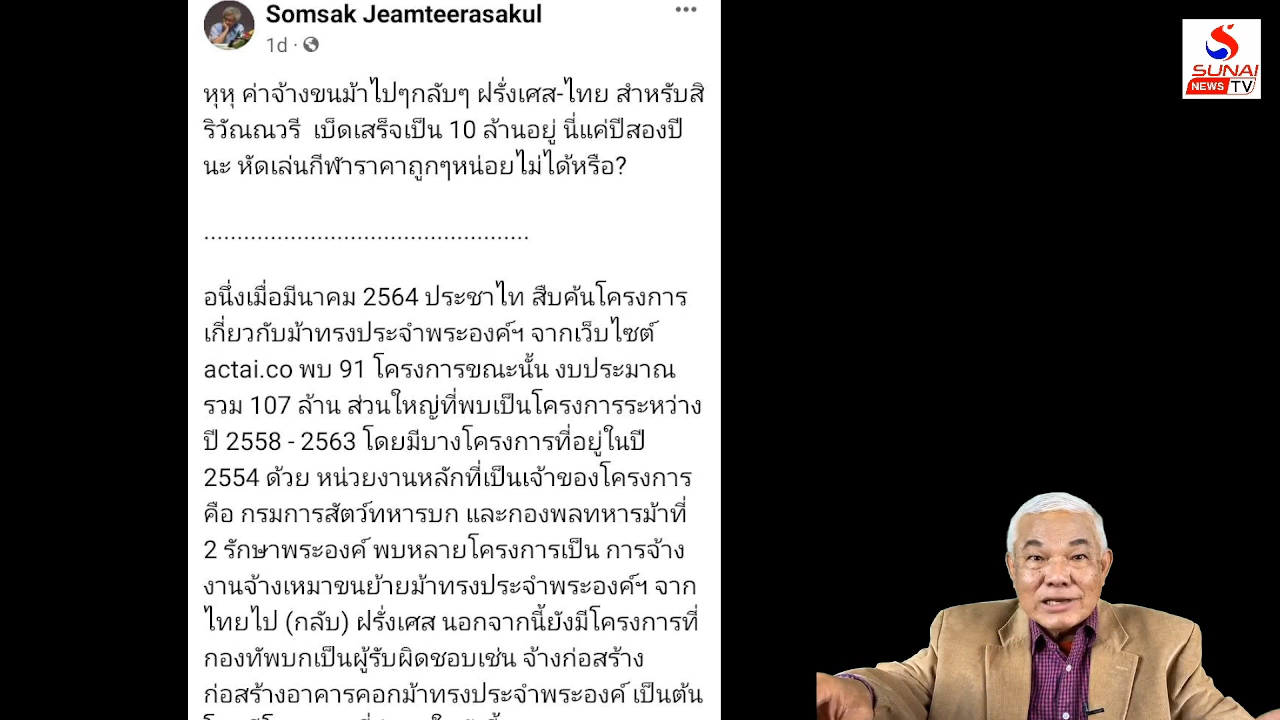 Somsak Jeamteerasakul
1d ·
หุหุ ค่าจ้างขนม้าไปๆกลับๆ ฝรั่งเศส-ไทย สำหรับสิ
ริวัณณวรี เบ็ดเสร็จเป็น 10 ล้านอยู่ นี่แค่ปีสองปี
นะ หัดเล่นกีฬาราคาถูกๆหน่อยไม่ได้หรือ?
.................................................
อนึ่งเมื่อมีนาคม 2564 ประชาไท สืบค้นโครงการ
เกี่ยวกับม้าทรงประจำพระองค์ฯ จากเว็บไซต์
actai.co พบ 91 โครงการขณะนั้น งบประมาณ
รวม 107 ล้าน ส่วนใหญ่ที่พบเป็นโครงการระหว่าง
ปี 2558 - 2563 โดยมีบางโครงการที่อยู่ในปี
2554 ด้วย หน่วยงานหลักที่เป็นเจ้าของโครงการ
คือ กรมการสัตว์ทหารบก และกองพลทหารม้าที่
2 รักษาพระองค์ พบหลายโครงการเป็น การจ้าง
งานจ้างเหมาขนย้ายม้าทรงประจำพระองค์ฯ จาก
ไทยไป (กลับ) ฝรั่งเศส นอกจากนี้ยังมีโครงการที่
กองทัพบกเป็นผู้รับผิดชอบเช่น จ้างก่อสร้าง
ก่อสร้างอาคารคอกม้าทรงประจำพระองค์ เป็นต้น
SUNAI
NEWS TV